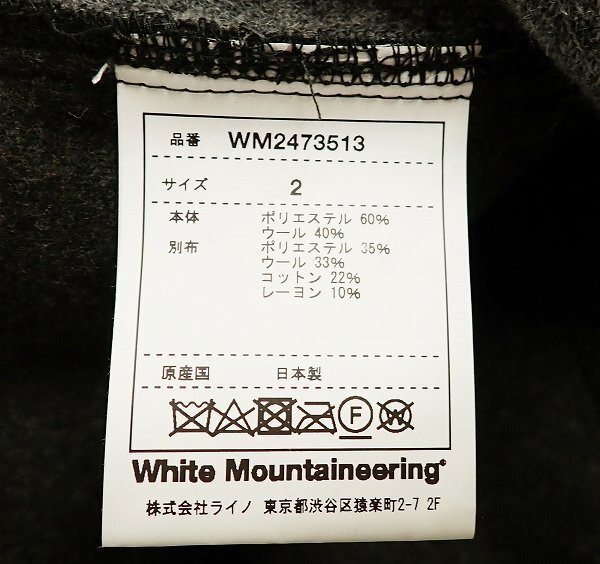 品番 WM2473513
サイズ 2
本体 ポリエステル 60%
ウール 40%
別布 ポリエステル 35%
ウール 33%
コットン 22%
レーヨン 10%
原産国 日本製
F W
White Mountaineering®
株式会社ライノ 東京都渋谷区猿楽町2-7 2F